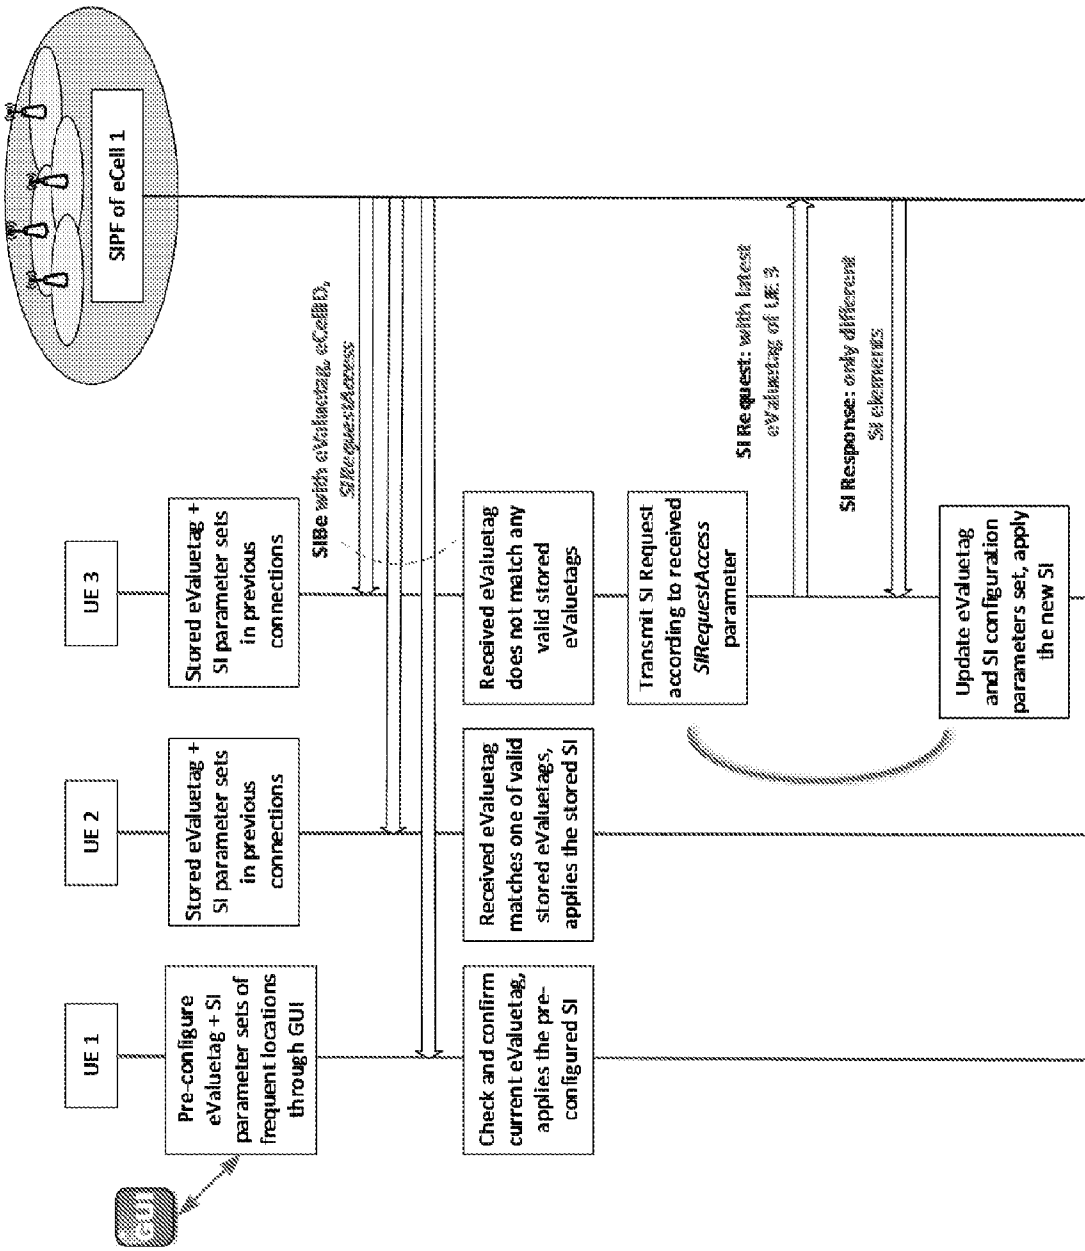 GUI
UE 1
UE 2
UE 3
SIPF of eCell 1
Pre-configure
eValuetag + SI
parameter sets of
frequent locations
through GUI
Stored eValuetag +
SI parameter sets
in previous
connections
Stored eValuetag +
SI parameter sets
in previous
connections
SIBe with eValuetag, eCellID,
SIRequestAccess
Check and confirm
current eValuetag,
applies the pre-
configured SI
Received eValuetag
matches one of valid
stored eValuetags,
applies the stored SI
Received eValuetag
does not match any
valid stored
eValuetags
Transmit SI Request
according to received
SIRequestAccess
parameter
SI Request: with latest
eValuetag of UE 3
SI Response: only different
SI elements
Update eValuetag
and SI configuration
parameters set, apply
the new SI